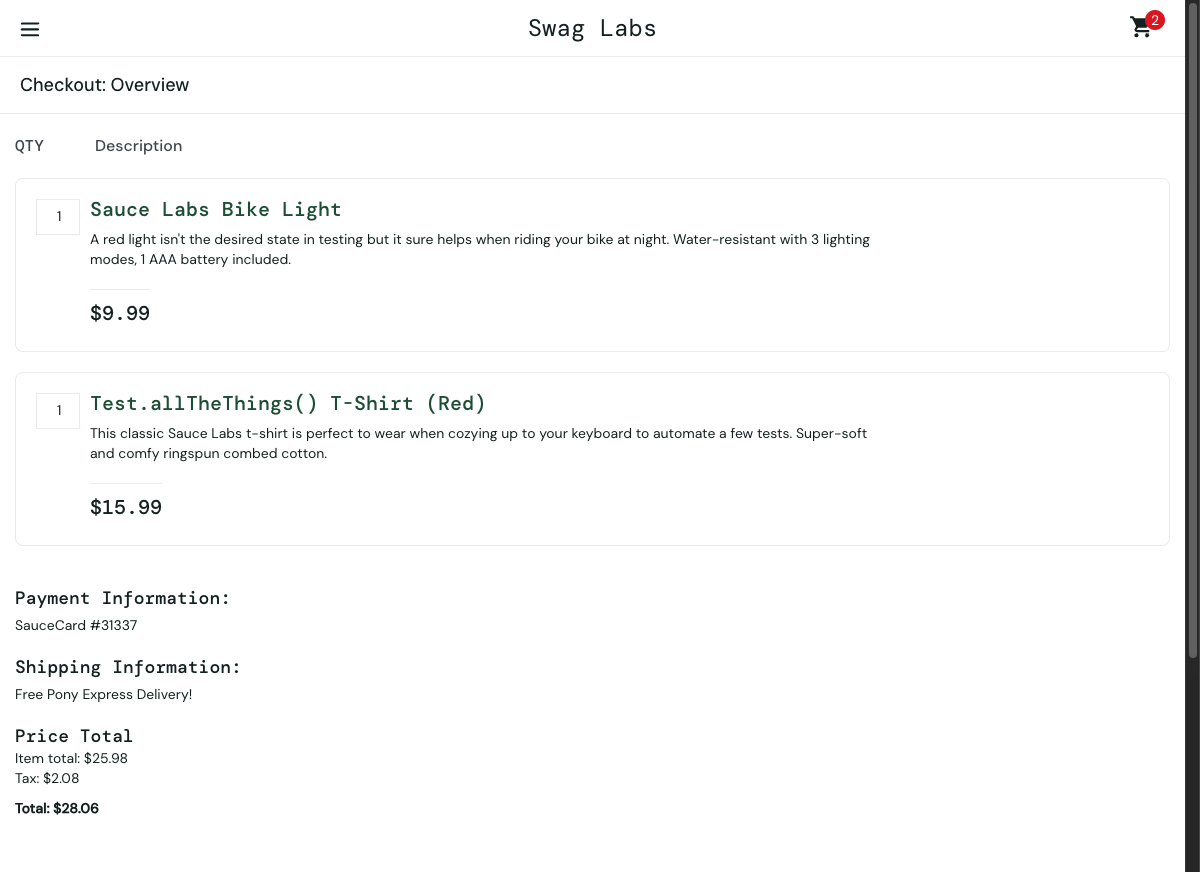 Swag Labs
2
Checkout: Overview
QTY Description
1
Sauce Labs Bike Light
A red light isn't the desired state in testing but it sure helps when riding your bike at night. Water-resistant with 3 lighting
modes, 1 AAA battery included.
$9.99
1
Test.allTheThings() T-Shirt (Red)
This classic Sauce Labs t-shirt is perfect to wear when cozying up to your keyboard to automate a few tests. Super-soft
and comfy ringspun combed cotton.
$15.99
Payment Information:
SauceCard #31337
Shipping Information:
Free Pony Express Delivery!
Price Total
Item total: $25.98
Tax: $2.08
Total: $28.06